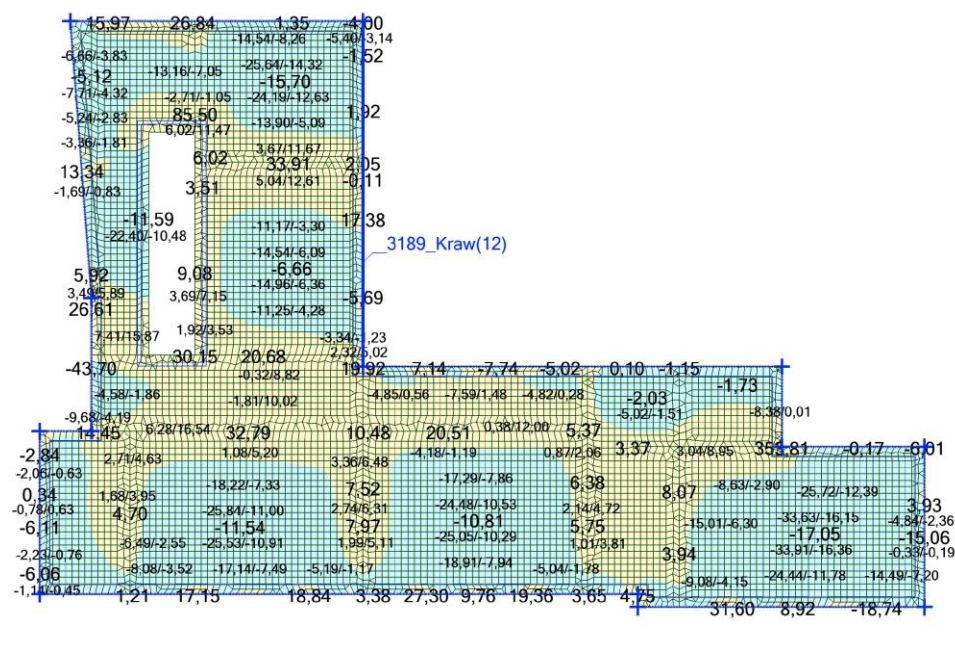 15,97 26,84 1,35 -4,00
-14,54/-8,26 -5,40/-3,14
-6,66/-3.83 -1,52
-25,64/-14,32
-13,16/-7,05
-5,12 -15,70
-7,71/-4.32 -2,71/-1,05 -24,19/-12,63
85,50 1,92
-5,24/-2.83 -13,90/-5,09
6,02/11,47
-3,36/-1.81 3,67/11,67
6,02 33,91 2,05
13,34 5,04/12,61 -0,11
-1,69/-0,83 3,51
-11,59 17,38
-22,40/-10,48 -11,17/-3,30
_3189_Kraw(12)
-14,54/-6,09
-6,66
5,92 9,08 -14,96/-6,36
3,49/5,89 3,69/7,15 -5,69
26,61 -11,25/-4,28
7,41/15,87 1,92/3,53 -3,34/-1,23
30,15 20,68 2,32/5,02
-43,70 19,92 7,14 -7,74 -5,02 0,10 -1,15
-0,32/8,82
-1,73
-4,58/-1,86 -4,85/0,56 -7,59/1,48 -4,82/0,28 -2,03
-1,81/10,02
-9,68/-4,19 -5,02/-1,51 -8,38/0,01
14,45 6,28/16,54 32,79 10,48 20,51 0,38/12,00 5,37
-2,84 2,71/4,63 1,08/5,20 3,36/6,48 -4,18/-1,19 0,87/2,06 3,37 3,04/8,95 -0,17 -6,01
-2,06/-0,63
-18,22/-7,33 -17,29/-7,86 6,38 -8,63/-2.90
0,34 1,68/3,95 7,52 8,07 -25,72/-12,39
-0,78/0,63 4,70 -25,84/-11,00 2,74/5,31 -24,48/-10,53 2,14/4,72 3,93
-6,11 -11,54 7,97 -10,81 5,75 -15,01/-6,30 -33,63/-16,15 -4,84/-2,36
-17,05 -15,06
-2,23/-0,76 -6,49/-2,55 -25,53/-10,91 1,99/5,11 -25,05/-10,29 1,01/3,81 3,94 -33,91/-16,36 -0,33/-0,19
-6,06 -8,08/-3,52 -17,14/-7,49 -5,19/-1,17 -18,91/-7,94 -5,04/-1,78 -9,08/-4,15 -24,44/-11,78 -14,49/-7,20
1,21 17,15 18,84 3,38 27,30 9,76 19,36 3,65 4,75
31,60 8,92 -18,74